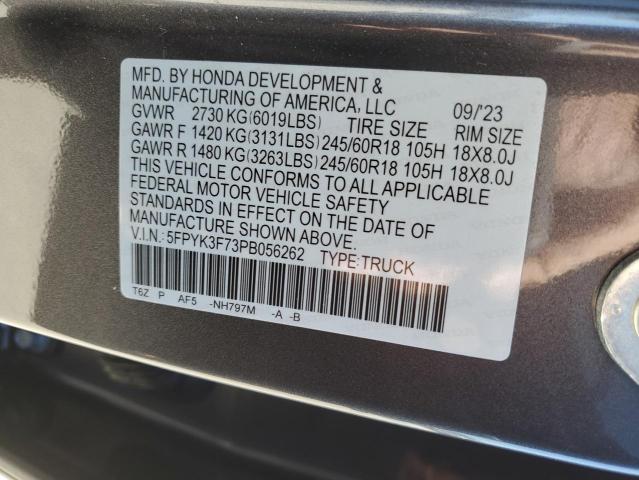 MFD. BY HONDA DEVELOPMENT &
MANUFACTURING OF AMERICA, LLC 09/'23
GVWR 2730 KG(6019LBS) TIRE SIZE RIM SIZE
GAWR F 1420 KG(3131LBS) 245/60R18 105H 18X8.0J
GAWR R 1480 KG(3263LBS) 245/60R18 105H 18X8.0J
THIS VEHICLE CONFORMS TO ALL APPLICABLE
FEDERAL MOTOR VEHICLE SAFETY
STANDARDS IN EFFECT ON THE DATE OF
MANUFACTURE SHOWN ABOVE.
V.I.N.: 5FPYK3F73PB056262 TYPE:TRUCK
T6Z P AF5 -NH797M -A -B